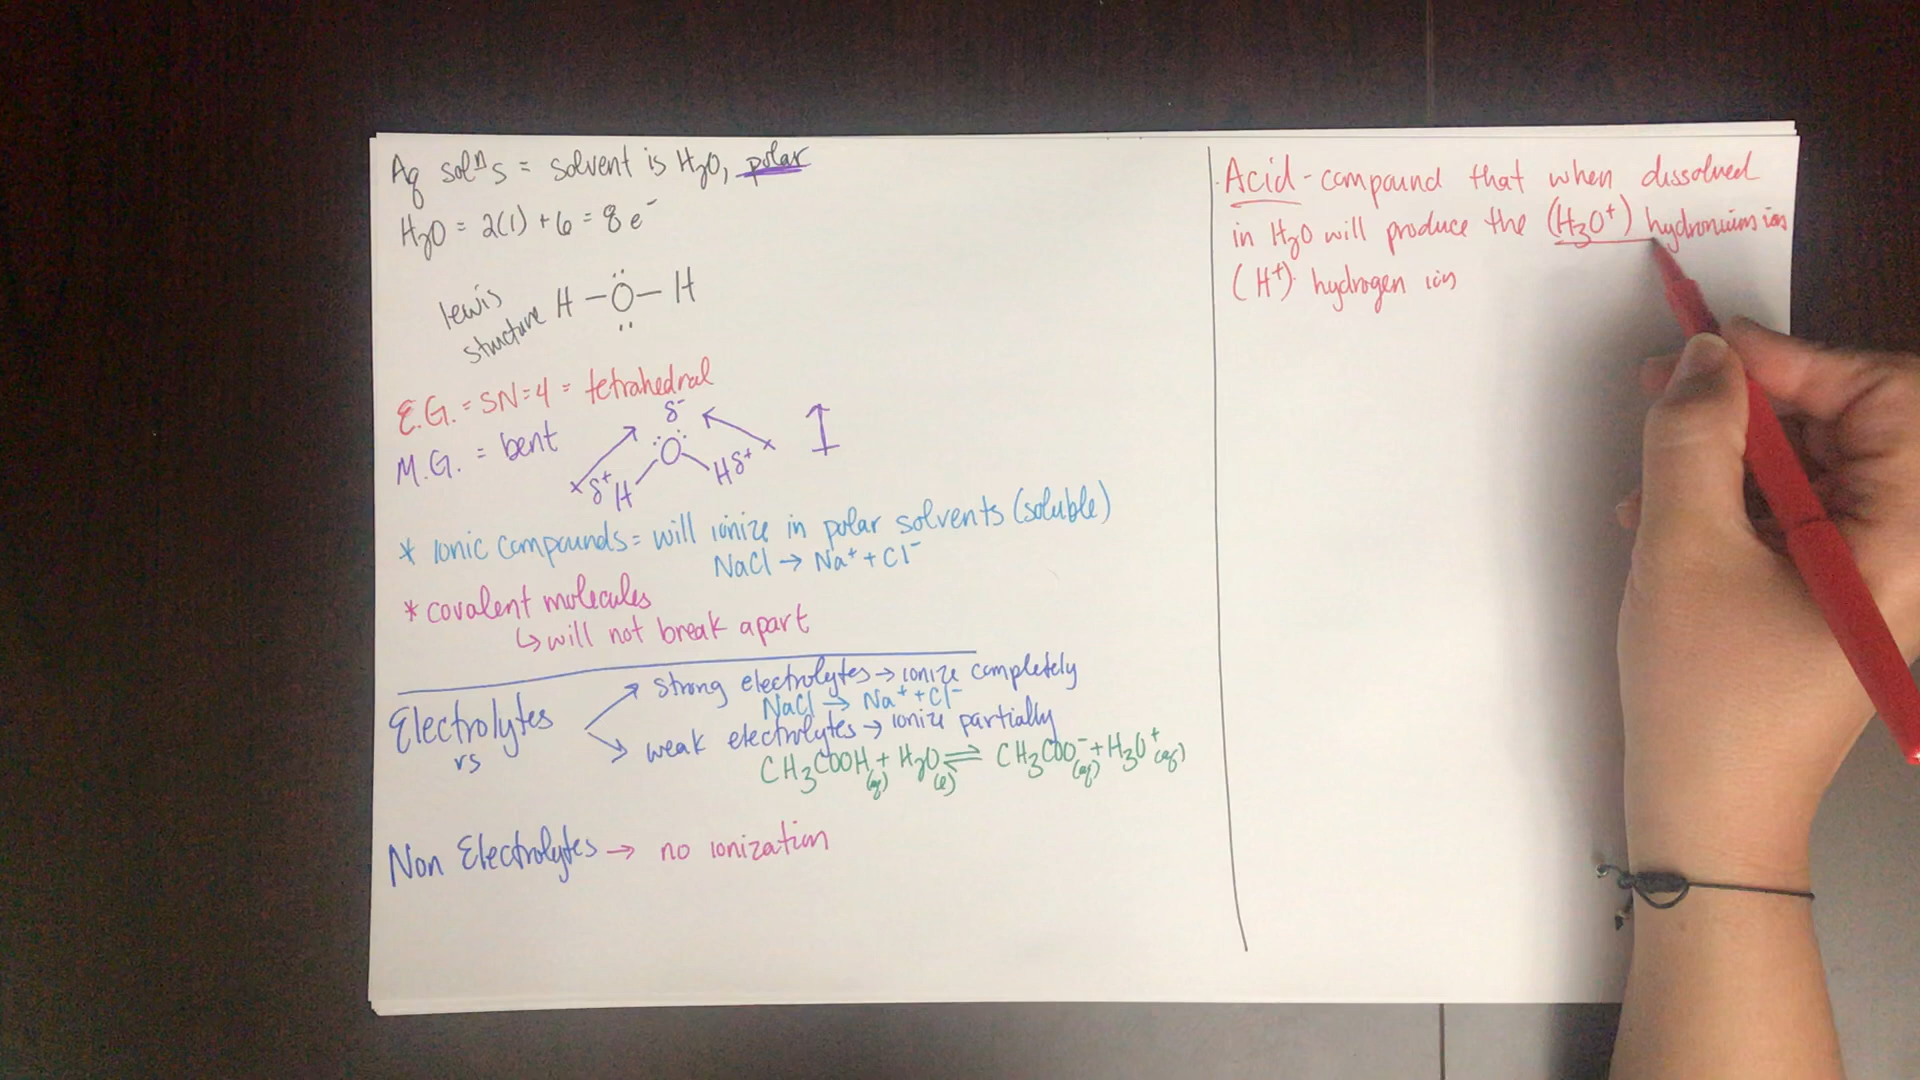 Aq solⁿs = solvent is H₂O, polar
H₂O = 2(1) + 6 = 8 e⁻
lewis
structure
H – Ö – H
E.G. = SN=4 = tetrahedral
M.G. = bent
δ⁻
O
δ⁺ H
H δ⁺
* Ionic compounds = will ionize in polar solvents (soluble)
NaCl → Na⁺ + Cl⁻
* covalent molecules
↳ will not break apart
Electrolytes
vs
strong electrolytes → ionize completely
NaCl → Na⁺ + Cl⁻
weak electrolytes → ionize partially
CH₃COOH(aq) + H₂O(l) ⇌ CH₃COO⁻(aq) + H₃O⁺(aq)
Non Electrolytes → no ionization
Acid - compound that when dissolved
in H₂O will produce the (H₃O⁺) hydronium ion
(H⁺) hydrogen ion